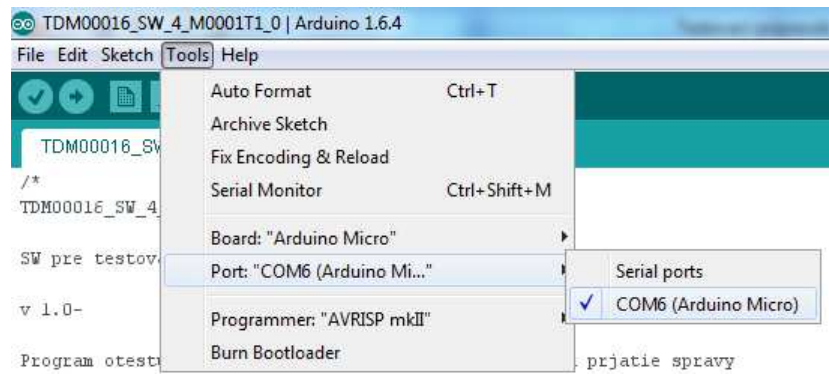 TDM00016_SW_4_M0001T1_0 | Arduino 1.6.4
File Edit Sketch Tools Help
Auto Format Ctrl+T
Archive Sketch
TDM00016_SW
Fix Encoding & Reload
/*
Serial Monitor Ctrl+Shift+M
TDM00016_SW_4
Board: "Arduino Micro"
SW pre testov
Port: "COM6 (Arduino Mi..."
Serial ports
COM6 (Arduino Micro)
v 1.0-
Programmer: "AVRISP mkII"
Burn Bootloader
Program otest prjatie spravy